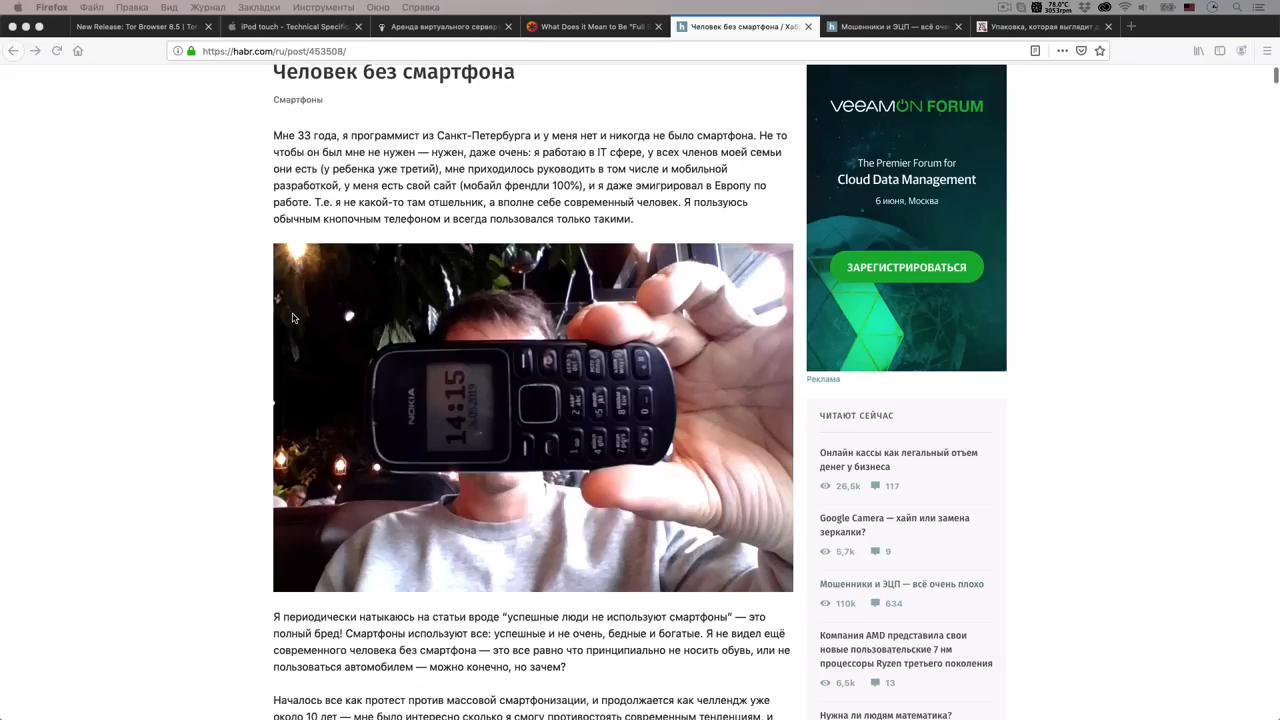 Firefox Файл Правка Вид Журнал Закладки Инструменты Окно Справка
78.0°C
3053rpm
New Release: Tor Browser 8.5 | Tor
iPod touch - Technical Specific
Аренда виртуального сервер
What Does it Mean to Be "Full S
Человек без смартфона / Хаб
Мошенники и ЭЦП — всё оче
Упаковка, которая выглядит д
https://habr.com/ru/post/453508/
Человек без смартфона
Смартфоны
Мне 33 года, я программист из Санкт-Петербурга и у меня нет и никогда не было смартфона. Не то
чтобы он был мне не нужен — нужен, даже очень: я работаю в IT сфере, у всех членов моей семьи
они есть (у ребенка уже третий), мне приходилось руководить в том числе и мобильной
разработкой, у меня есть свой сайт (мобайл френдли 100%), и я даже эмигрировал в Европу по
работе. Т.е. я не какой-то там отшельник, а вполне себе современный человек. Я пользуюсь
обычным кнопочным телефоном и всегда пользовался только такими.
NOKIA
14:15
Я периодически натыкаюсь на статьи вроде “успешные люди не используют смартфоны” — это
полный бред! Смартфоны используют все: успешные и не очень, бедные и богатые. Я не видел ещё
современного человека без смартфона — это все равно что принципиально не носить обувь, или не
пользоваться автомобилем — можно конечно, но зачем?
Началось все как протест против массовой смартфонизации, и продолжается как челлендж уже
около 10 лет — мне было интересно сколько я смогу противостоять современным тенденциям, и
VEEAMON FORUM
The Premier Forum for
Cloud Data Management
6 июня, Москва
ЗАРЕГИСТРИРОВАТЬСЯ
Реклама
ЧИТАЮТ СЕЙЧАС
Онлайн кассы как легальный отъем
денег у бизнеса
26,5k 117
Google Camera — хайп или замена
зеркалки?
5,7k 9
Мошенники и ЭЦП — всё очень плохо
110k 634
Компания AMD представила свои
новые пользовательские 7 нм
процессоры Ryzen третьего поколения
6,5k 13
Нужна ли людям математика?